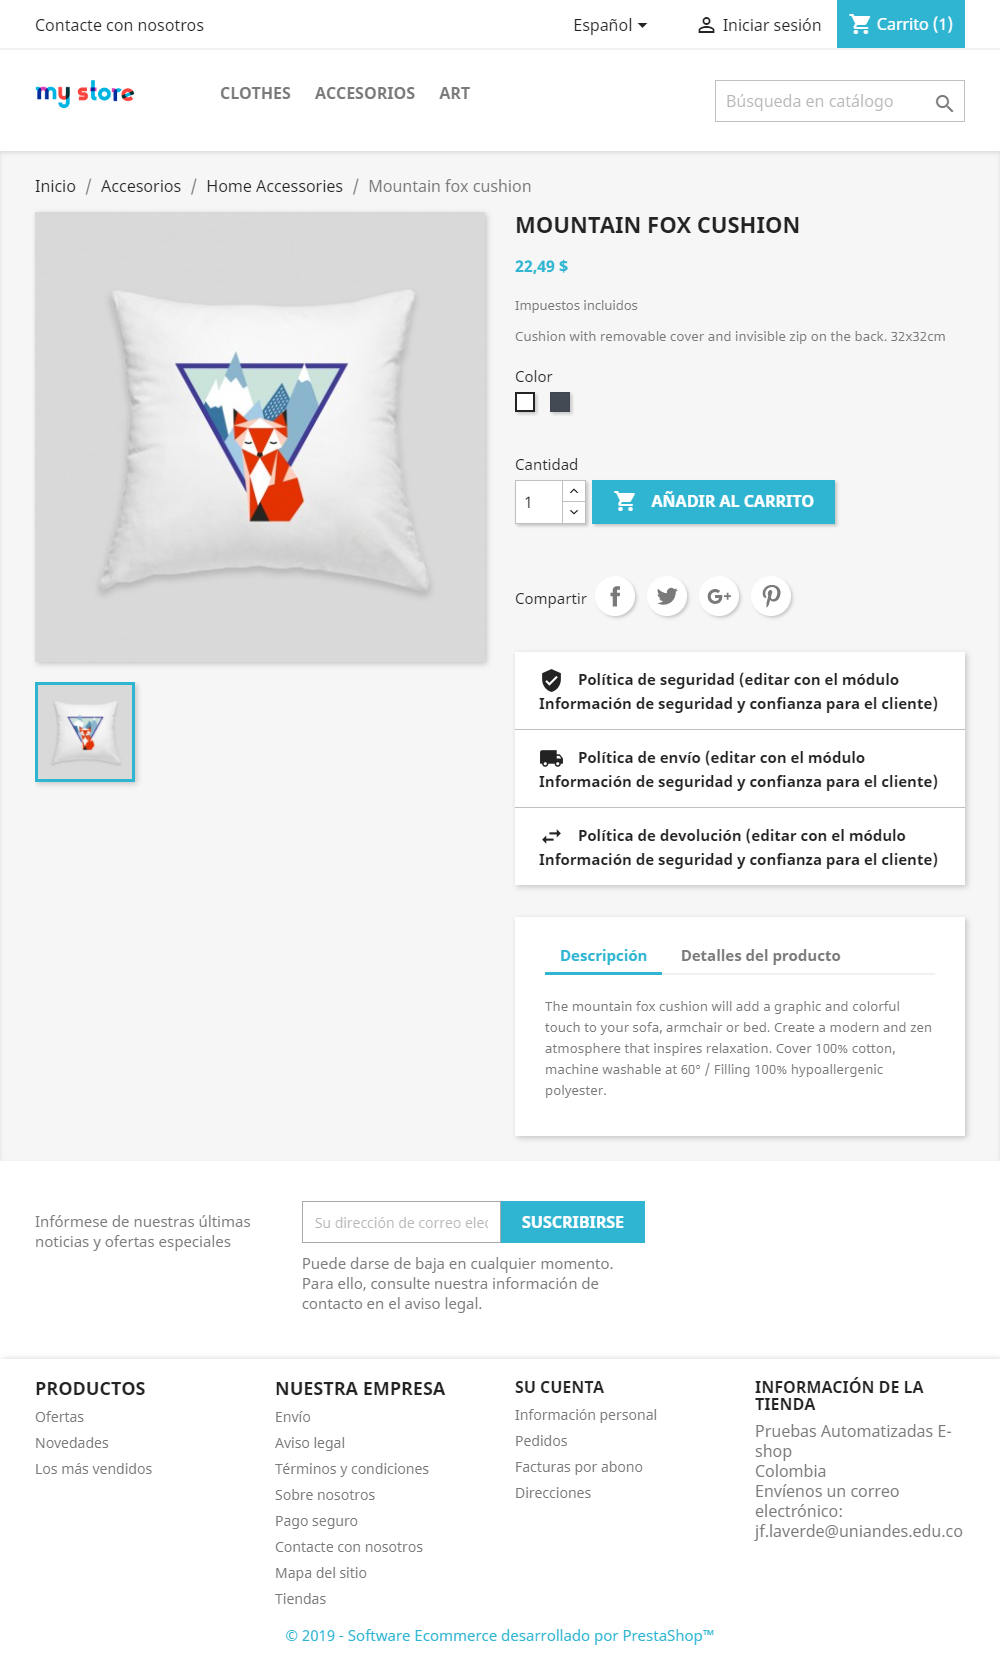 Contacte con nosotros
Español
Iniciar sesión
Carrito (1)
my store
CLOTHES
ACCESORIOS
ART
Búsqueda en catálogo
Inicio / Accesorios / Home Accessories / Mountain fox cushion
MOUNTAIN FOX CUSHION
22,49 $
Impuestos incluidos
Cushion with removable cover and invisible zip on the back. 32x32cm
Color
Cantidad
1
AÑADIR AL CARRITO
Compartir
Política de seguridad (editar con el módulo
Información de seguridad y confianza para el cliente)
Política de envío (editar con el módulo
Información de seguridad y confianza para el cliente)
Política de devolución (editar con el módulo
Información de seguridad y confianza para el cliente)
Descripción
Detalles del producto
The mountain fox cushion will add a graphic and colorful
touch to your sofa, armchair or bed. Create a modern and zen
atmosphere that inspires relaxation. Cover 100% cotton,
machine washable at 60° / Filling 100% hypoallergenic
polyester.
Infórmese de nuestras últimas
noticias y ofertas especiales
Su dirección de correo elec
SUSCRIBIRSE
Puede darse de baja en cualquier momento.
Para ello, consulte nuestra información de
contacto en el aviso legal.
PRODUCTOS
Ofertas
Novedades
Los más vendidos
NUESTRA EMPRESA
Envío
Aviso legal
Términos y condiciones
Sobre nosotros
Pago seguro
Contacte con nosotros
Mapa del sitio
Tiendas
SU CUENTA
Información personal
Pedidos
Facturas por abono
Direcciones
INFORMACIÓN DE LA
TIENDA
Pruebas Automatizadas E-
shop
Colombia
Envíenos un correo
electrónico:
jf.laverde@uniandes.edu.co
© 2019 - Software Ecommerce desarrollado por PrestaShop™